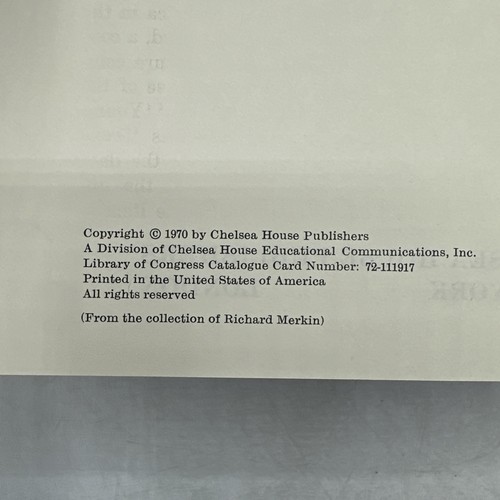 Copyright © 1970 by Chelsea House Publishers
A Division of Chelsea House Educational Communications, Inc.
Library of Congress Catalogue Card Number: 72-111917
Printed in the United States of America
All rights reserved
(From the collection of Richard Merkin)